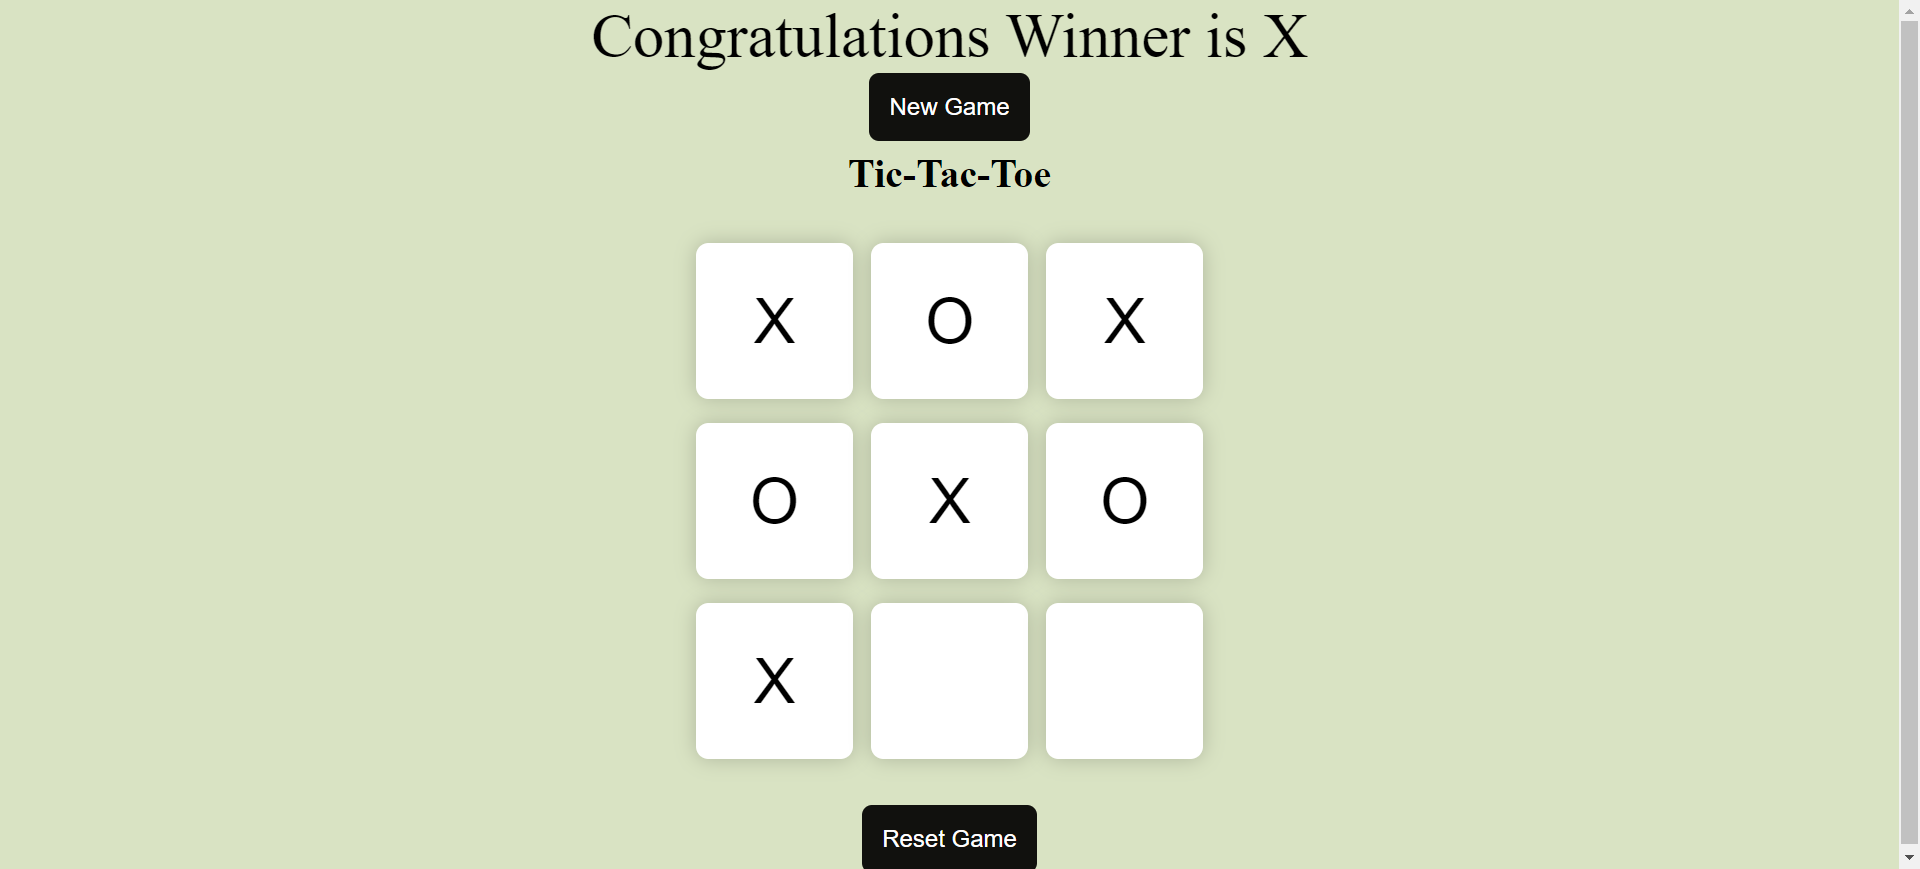 Congratulations Winner is X
New Game
Tic-Tac-Toe
X O X
O X O
X
Reset Game